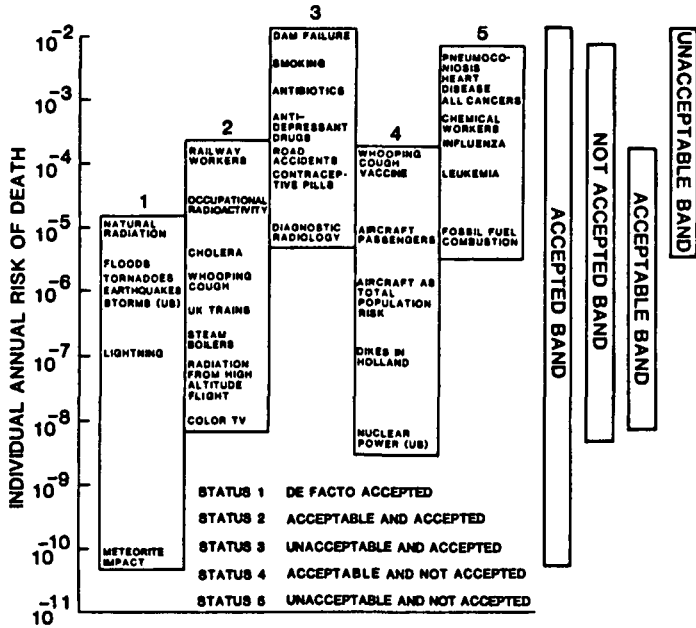 INDIVIDUAL ANNUAL RISK OF DEATH
10-2
10-3
10-4
10-5
10-6
10-7
10-8
10-9
10-10
10-11
1
NATURAL
RADIATION
FLOODS
TORNADOES
EARTHQUAKES
STORMS (US)
LIGHTNING
METEORITE
IMPACT
2
RAILWAY
WORKERS
OCCUPATIONAL
RADIOACTIVITY
CHOLERA
WHOOPING
COUGH
UK TRAINS
STEAM
BOILERS
RADIATION
FROM HIGH
ALTITUDE
FLIGHT
COLOR TV
3
DAM FAILURE
SMOKING
ANTIBIOTICS
ANTI-
DEPRESSANT
DRUGS
ROAD
ACCIDENTS
CONTRACEP-
TIVE PILLS
DIAGNOSTIC
RADIOLOGY
4
WHOOPING
COUGH
VACCINE
AIRCRAFT
PASSENGERS
AIRCRAFT AS
TOTAL
POPULATION
RISK
DIKES IN
HOLLAND
NUCLEAR
POWER (US)
5
PNEUMOCO-
NIOSIS
HEART
DISEASE
ALL CANCERS
CHEMICAL
WORKERS
INFLUENZA
LEUKEMIA
FOSSIL FUEL
COMBUSTION
ACCEPTED BAND
NOT ACCEPTED BAND
ACCEPTABLE BAND
UNACCEPTABLE BAND
STATUS 1 DE FACTO ACCEPTED
STATUS 2 ACCEPTABLE AND ACCEPTED
STATUS 3 UNACCEPTABLE AND ACCEPTED
STATUS 4 ACCEPTABLE AND NOT ACCEPTED
STATUS 5 UNACCEPTABLE AND NOT ACCEPTED